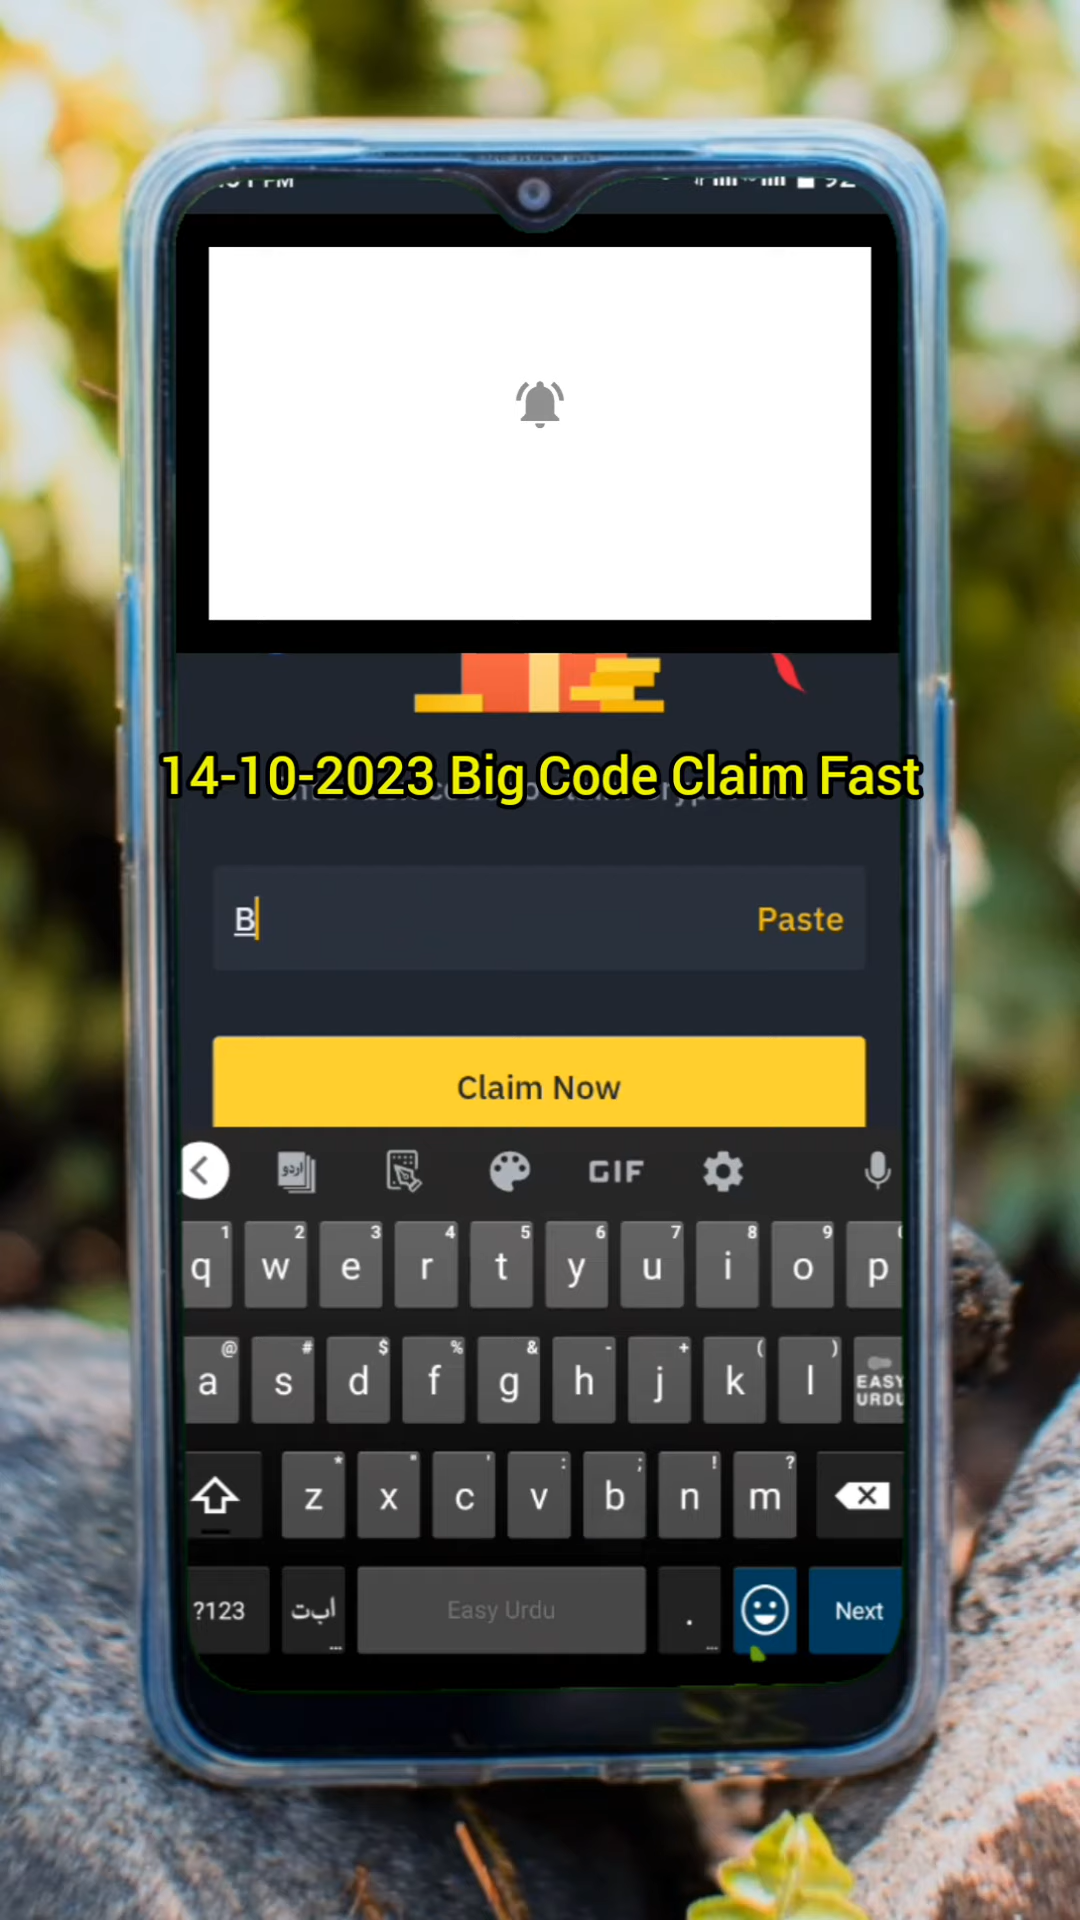 14-10-2023 Big Code Claim Fast
B
Paste
Claim Now
اردو
GIF
1 2 3 4 5 6 7 8 9
q w e r t y u i o p
@ # $ % & - + ( )
a s d f g h j k l EASY URDU
* " ' : ; ! ?
z x c v b n m
?123 ا ب ت ... Easy Urdu . ... Next